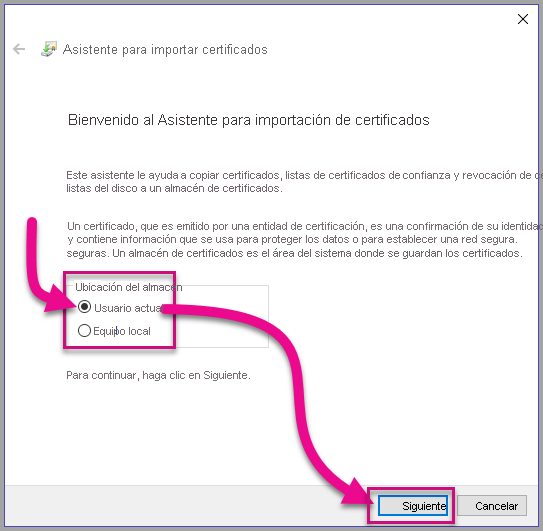 Asistente para importar certificados
Bienvenido al Asistente para importación de certificados
Este asistente le ayuda a copiar certificados, listas de certificados de confianza y revocación de
listas del disco a un almacén de certificados.
Un certificado, que es emitido por una entidad de certificación, es una confirmación de su identidad
y contiene información que se usa para proteger los datos o para establecer una red segura.
seguras. Un almacén de certificados es el área del sistema donde se guardan los certificados.
Ubicación del almacén
Usuario actual
Equipo local
Para continuar, haga clic en Siguiente.
Siguiente
Cancelar